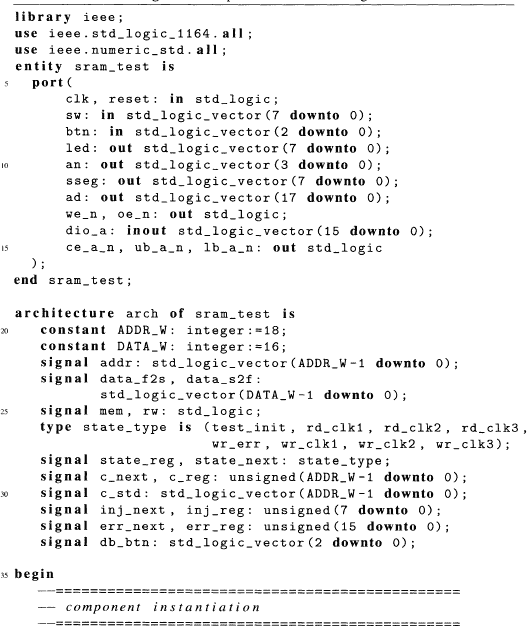 library ieee;
use ieee.std_logic_1164.all;
use ieee.numeric_std.all;
entity sram_test is
5 port(
clk, reset: in std_logic;
sw: in std_logic_vector(7 downto 0);
btn: in std_logic_vector(2 downto 0);
led: out std_logic_vector(7 downto 0);
10 an: out std_logic_vector(3 downto 0);
sseg: out std_logic_vector(7 downto 0);
ad: out std_logic_vector(17 downto 0);
we_n, oe_n: out std_logic;
dio_a: inout std_logic_vector(15 downto 0);
15 ce_a_n, ub_a_n, lb_a_n: out std_logic
);
end sram_test;
architecture arch of sram_test is
20 constant ADDR_W: integer:=18;
constant DATA_W: integer:=16;
signal addr: std_logic_vector(ADDR_W-1 downto 0);
signal data_f2s, data_s2f:
std_logic_vector(DATA_W-1 downto 0);
25 signal mem, rw: std_logic;
type state_type is (test_init, rd_clk1, rd_clk2, rd_clk3,
wr_err, wr_clk1, wr_clk2, wr_clk3);
signal state_reg, state_next: state_type;
signal c_next, c_reg: unsigned(ADDR_W-1 downto 0);
30 signal c_std: std_logic_vector(ADDR_W-1 downto 0);
signal inj_next, inj_reg: unsigned(7 downto 0);
signal err_next, err_reg: unsigned(15 downto 0);
signal db_btn: std_logic_vector(2 downto 0);
35 begin
--===============================================
-- component instantiation
--===============================================